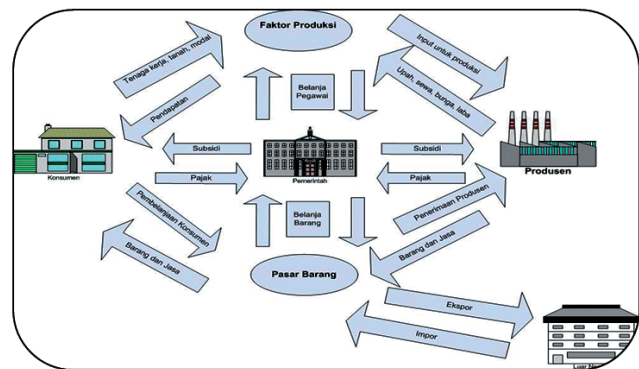 Faktor Produksi
Tenaga kerja, tanah, modal
Input untuk produksi
Belanja
Pegawai
Upah, sewa, bunga, laba
Pendapatan
Subsidi
Subsidi
Konsumen
Pemerintah
Produsen
Pajak
Pajak
Pembelanjaan Konsumen
Belanja
Barang
Penerimaan Produsen
Barang dan Jasa
Barang dan Jasa
Pasar Barang
Ekspor
Impor
Luar